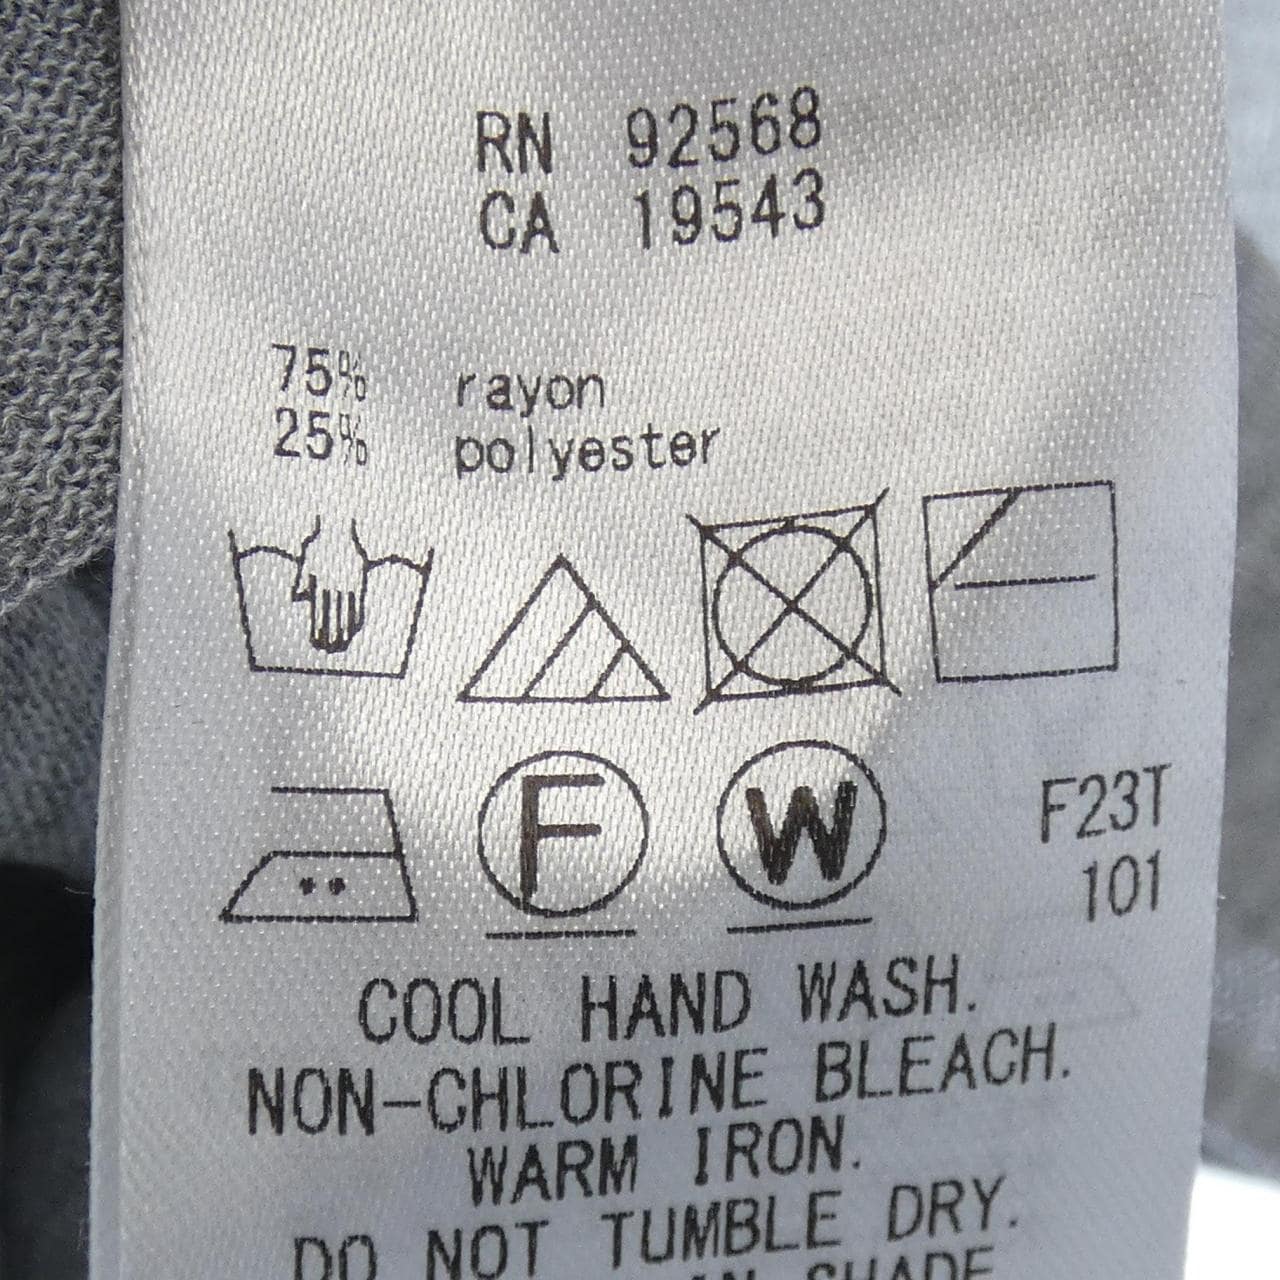 RN 92568
CA 19543
75% rayon
25% polyester
F W
F23T
101
COOL HAND WASH.
NON-CHLORINE BLEACH.
WARM IRON.
DO NOT TUMBLE DRY.
SHADE